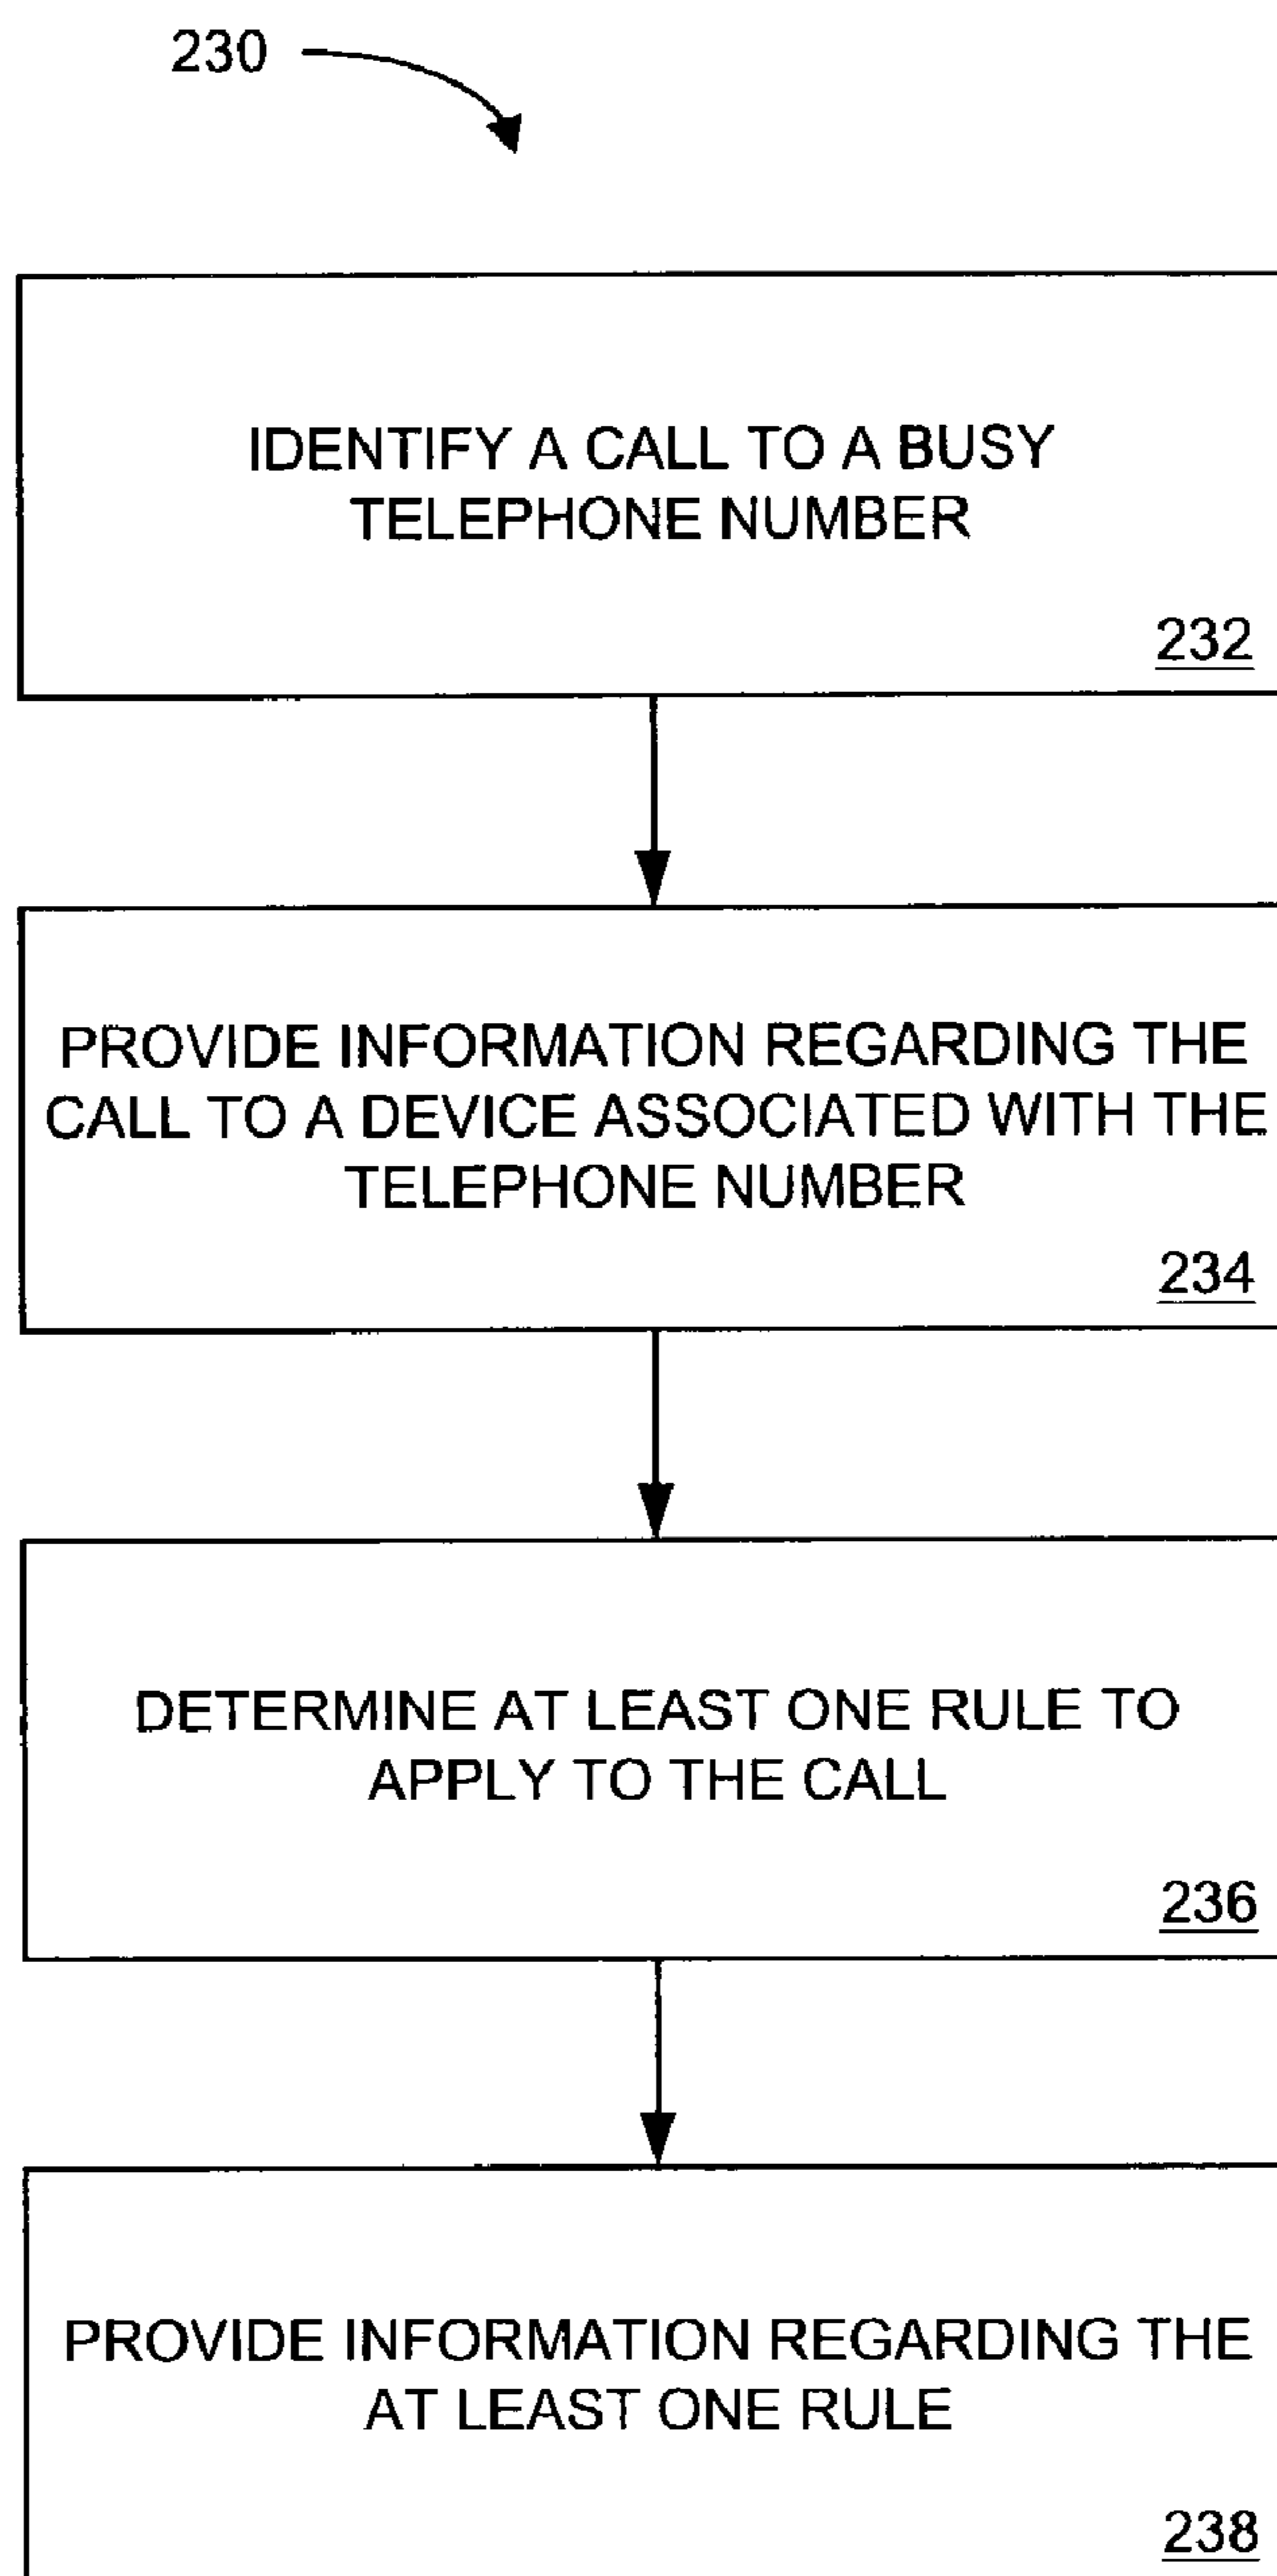 230
IDENTIFY A CALL TO A BUSY
TELEPHONE NUMBER
232
PROVIDE INFORMATION REGARDING THE
CALL TO A DEVICE ASSOCIATED WITH THE
TELEPHONE NUMBER
234
DETERMINE AT LEAST ONE RULE TO
APPLY TO THE CALL
236
PROVIDE INFORMATION REGARDING THE
AT LEAST ONE RULE
238